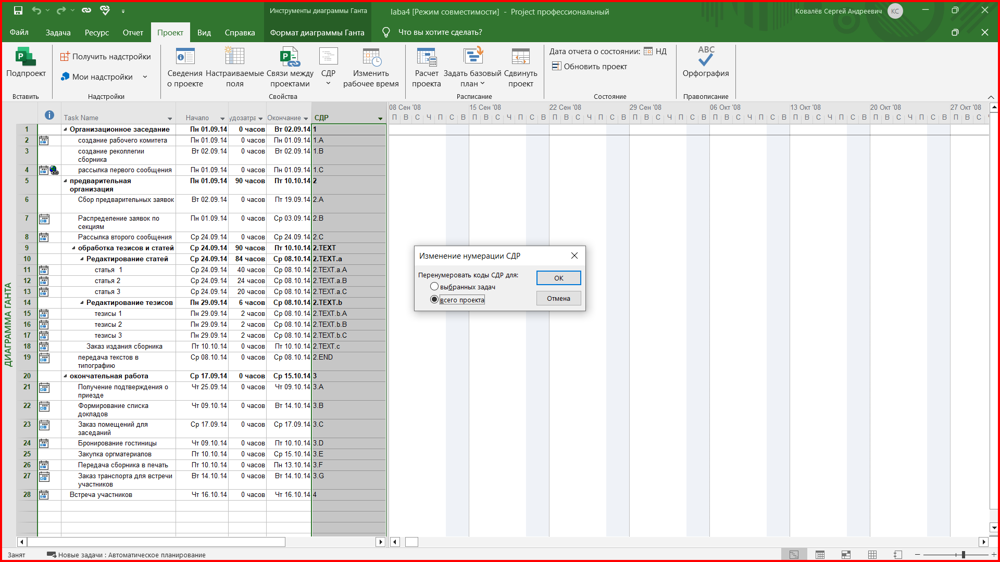 Инструменты диаграммы Ганта
laba4 [Режим совместимости] - Project профессиональный
Ковалёв Сергей Андреевич
КС
Файл Задача Ресурс Отчет Проект Вид Справка Формат диаграммы Ганта Что вы хотите сделать?
Подпроект
Вставить
Получить надстройки
Мои надстройки
Надстройки
Сведения о проекте
Настраиваемые поля
Связи между проектами
СДР
Изменить рабочее время
Свойства
Расчет проекта
Задать базовый план
Сдвинуть проект
Расписание
Дата отчета о состоянии: НД
Обновить проект
Состояние
ABC
Орфография
Правописание
08 Сен '08 15 Сен '08 22 Сен '08 29 Сен '08 06 Окт '08 13 Окт '08 20 Окт '08 27 Окт '08
П В С Ч П С В П В С Ч П С В П В С Ч П С В П В С Ч П С В П В С Ч П С В П В С Ч П С В П В С Ч П С В П В С
Task Name Начало удозатра Окончание СДР
1 Организационное заседание Пн 01.09.14 0 часов Вт 02.09.14 1
2 создание рабочего комитета Пн 01.09.14 0 часов Пн 01.09.14 1.A
3 создание реколлегии сборника Вт 02.09.14 0 часов Вт 02.09.14 1.B
4 рассылка первого сообщения Пн 01.09.14 0 часов Пн 01.09.14 1.C
5 предварительная организация Пн 01.09.14 90 часов Пт 10.10.14 2
6 Сбор предварительных заявок Вт 02.09.14 0 часов Пт 19.09.14 2.A
7 Распределение заявок по секциям Пн 01.09.14 0 часов Ср 03.09.14 2.B
8 Рассылка второго сообщения Ср 24.09.14 0 часов Ср 24.09.14 2.C
9 обработка тезисов и статей Ср 24.09.14 90 часов Пт 10.10.14 2.TEXT
10 Редактирование статей Ср 24.09.14 84 часов Ср 08.10.14 2.TEXT.a
11 статья 1 Ср 24.09.14 40 часов Ср 08.10.14 2.TEXT.a.A
12 статья 2 Ср 24.09.14 24 часов Ср 08.10.14 2.TEXT.a.B
13 статья 3 Ср 24.09.14 20 часов Ср 08.10.14 2.TEXT.a.C
14 Редактирование тезисов Пн 29.09.14 6 часов Ср 08.10.14 2.TEXT.b
15 тезисы 1 Пн 29.09.14 2 часов Ср 08.10.14 2.TEXT.b.A
16 тезисы 2 Пн 29.09.14 2 часов Ср 08.10.14 2.TEXT.b.B
17 тезисы 3 Пн 29.09.14 2 часов Ср 08.10.14 2.TEXT.b.C
18 Заказ издания сборника Пт 10.10.14 0 часов Пт 10.10.14 2.TEXT.c
19 передача текстов в типографию Ср 08.10.14 0 часов Ср 08.10.14 2.END
20 окончательная работа Ср 17.09.14 0 часов Ср 15.10.14 3
21 Получение подтверждения о приезде Чт 25.09.14 0 часов Чт 09.10.14 3.A
22 Формирование списка докладов Чт 09.10.14 0 часов Вт 14.10.14 3.B
23 Заказ помещений для заседаний Ср 17.09.14 0 часов Ср 17.09.14 3.C
24 Бронирование гостиницы Чт 09.10.14 0 часов Пт 10.10.14 3.D
25 Закупка оргматериалов Пт 10.10.14 0 часов Ср 15.10.14 3.E
26 Передача сборника в печать Пт 10.10.14 0 часов Пн 13.10.14 3.F
27 Заказ транспорта для встречи участников Вт 14.10.14 0 часов Вт 14.10.14 3.G
28 Встреча участников Чт 16.10.14 0 часов Чт 16.10.14 4
ДИАГРАММА ГАНТА
Изменение нумерации СДР
Перенумеровать коды СДР для:
выбранных задач
всего проекта
ОК
Отмена
Занят Новые задачи : Автоматическое планирование